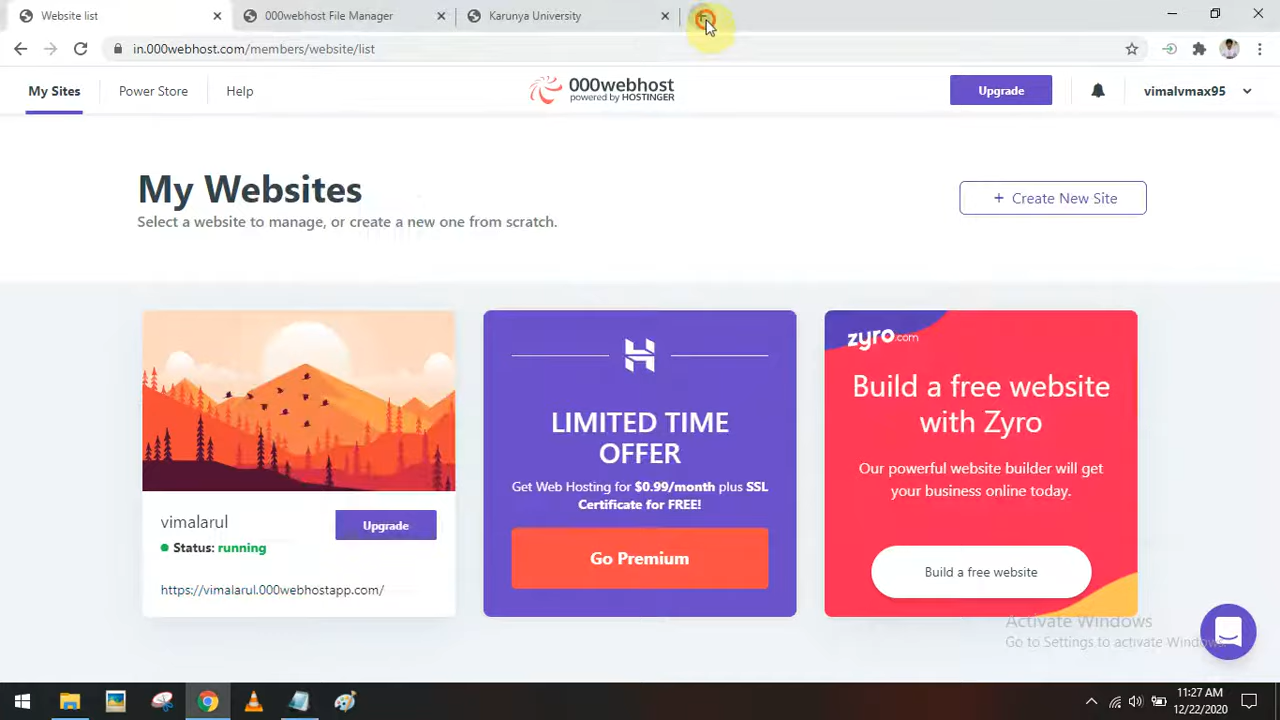 Website list
000webhost File Manager
Karunya University
in.000webhost.com/members/website/list
My Sites
Power Store
Help
000webhost
powered by HOSTINGER
Upgrade
vimalvmax95
My Websites
Select a website to manage, or create a new one from scratch.
+ Create New Site
vimalarul
Upgrade
Status: running
https://vimalarul.000webhostapp.com/
LIMITED TIME
OFFER
Get Web Hosting for $0.99/month plus SSL
Certificate for FREE!
Go Premium
zyro.com
Build a free website
with Zyro
Our powerful website builder will get
your business online today.
Build a free website
Activate Windows
Go to Settings to activate Windows.
11:27 AM
12/22/2020